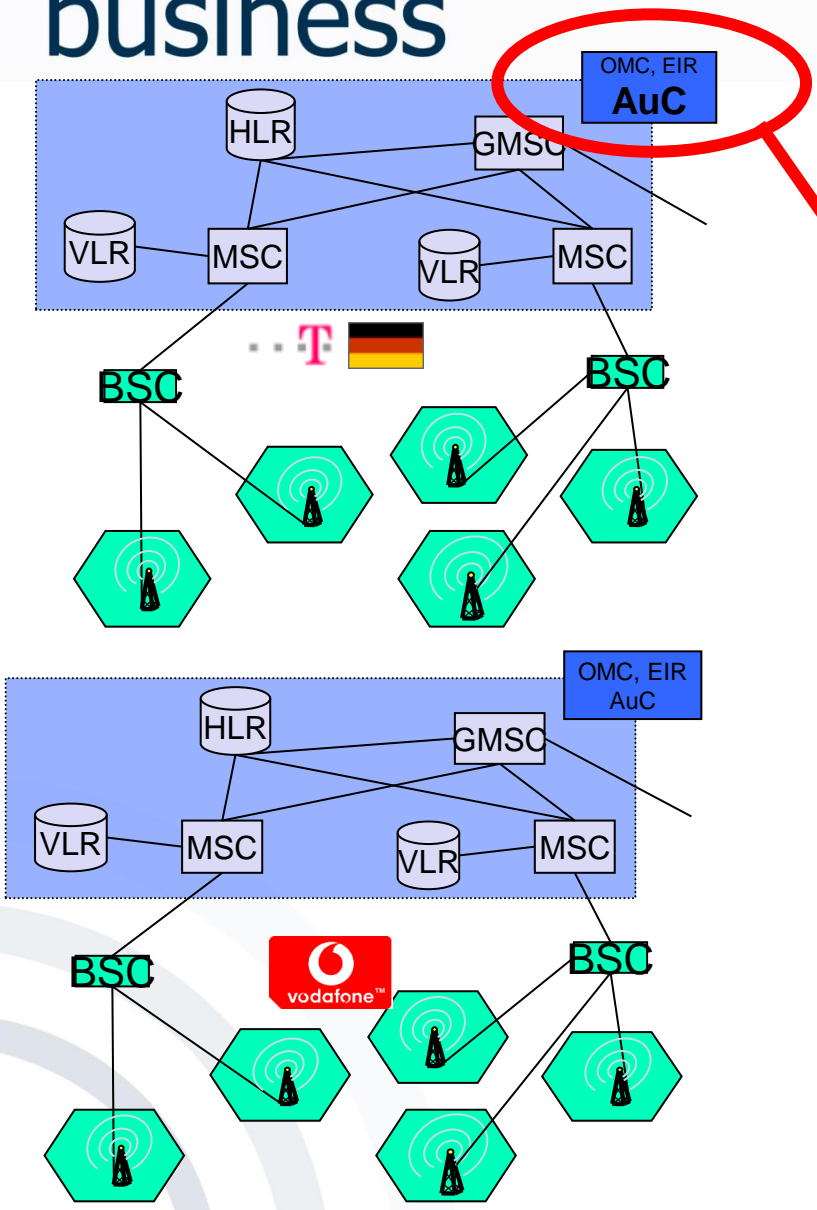 business
OMC, EIR
AuC
HLR
GMSC
VLR
MSC
VLR
MSC
T
BSC
BSC
OMC, EIR
AuC
HLR
GMSC
VLR
MSC
VLR
MSC
BSC
BSC
vodafone™